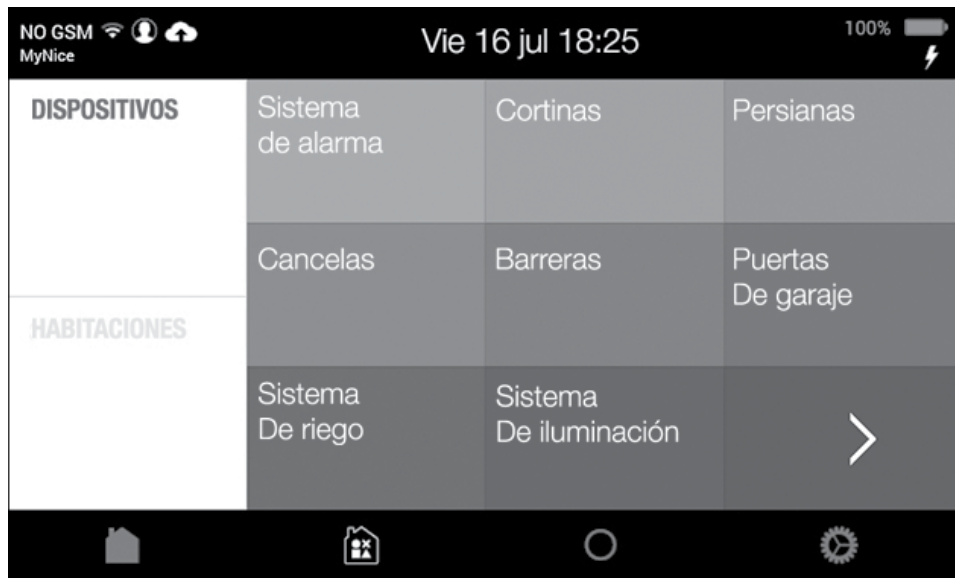 NO GSM
MyNice
Vie 16 jul 18:25
100%
DISPOSITIVOS
HABITACIONES
Sistema
de alarma
Cortinas
Persianas
Cancelas
Barreras
Puertas
De garaje
Sistema
De riego
Sistema
De iluminación